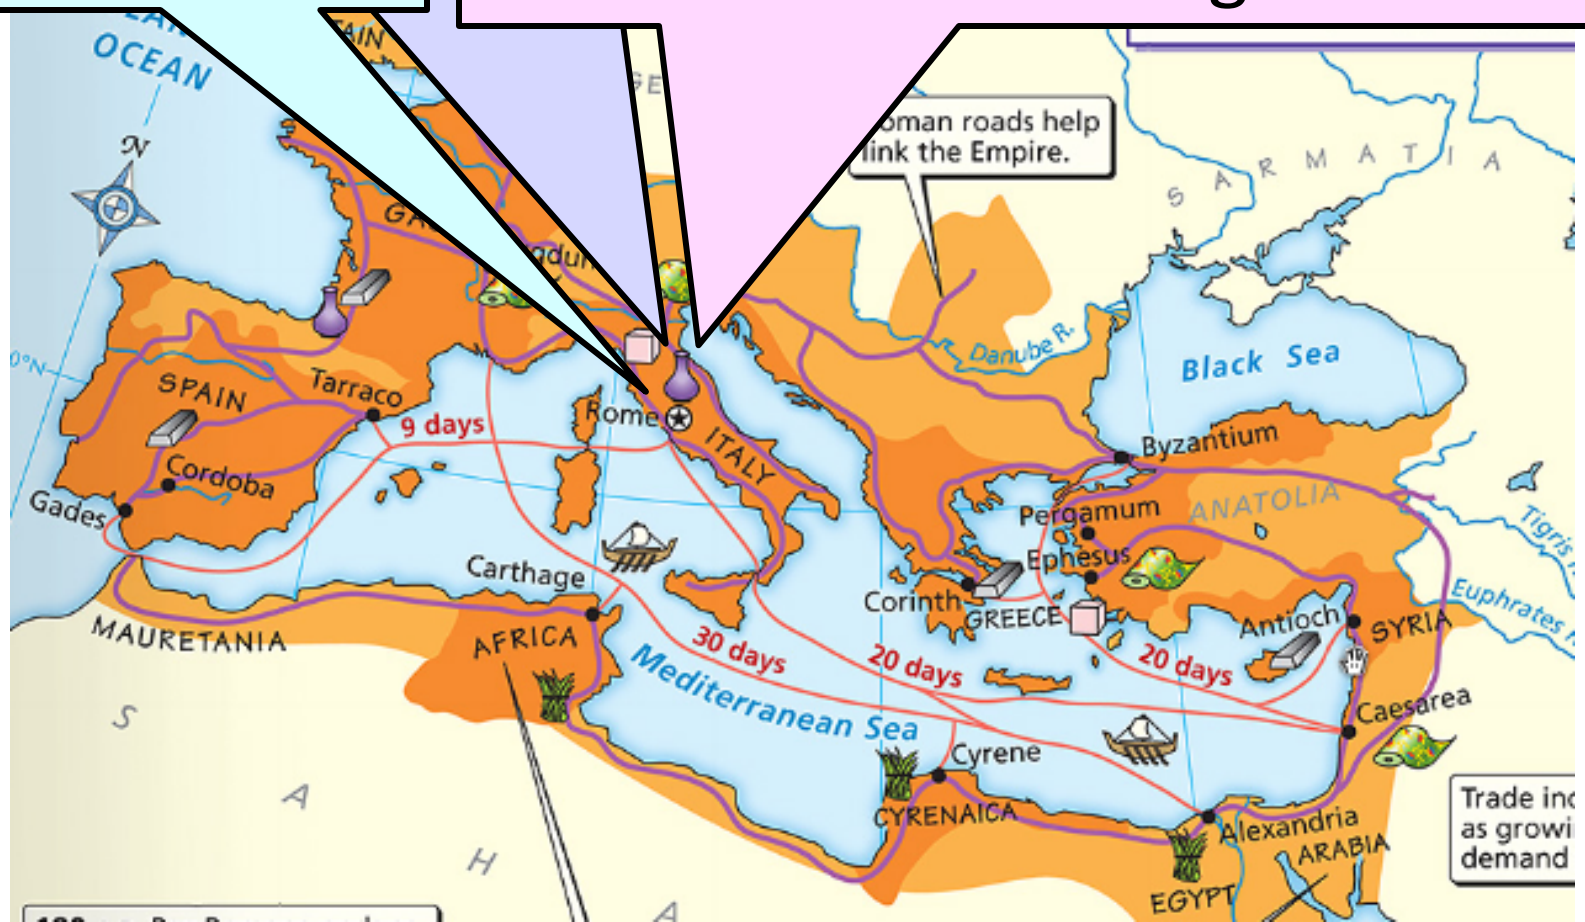 OCEAN
N
oman roads help
link the Empire.
SARMATIA
Danube R.
Black Sea
SPAIN
Tarraco
9 days
Rome
ITALY
Byzantium
Cordoba
Gades
Pergamum
ANATOLIA
Ephesus
Tigris
Carthage
Corinth
GREECE
Antioch
SYRIA
Euphrates
MAURETANIA
AFRICA
30 days
20 days
20 days
Mediterranean Sea
Caesarea
Cyrene
CYRENAICA
Alexandria
ARABIA
EGYPT
Trade inc
as growi
demand
S
A
H
A